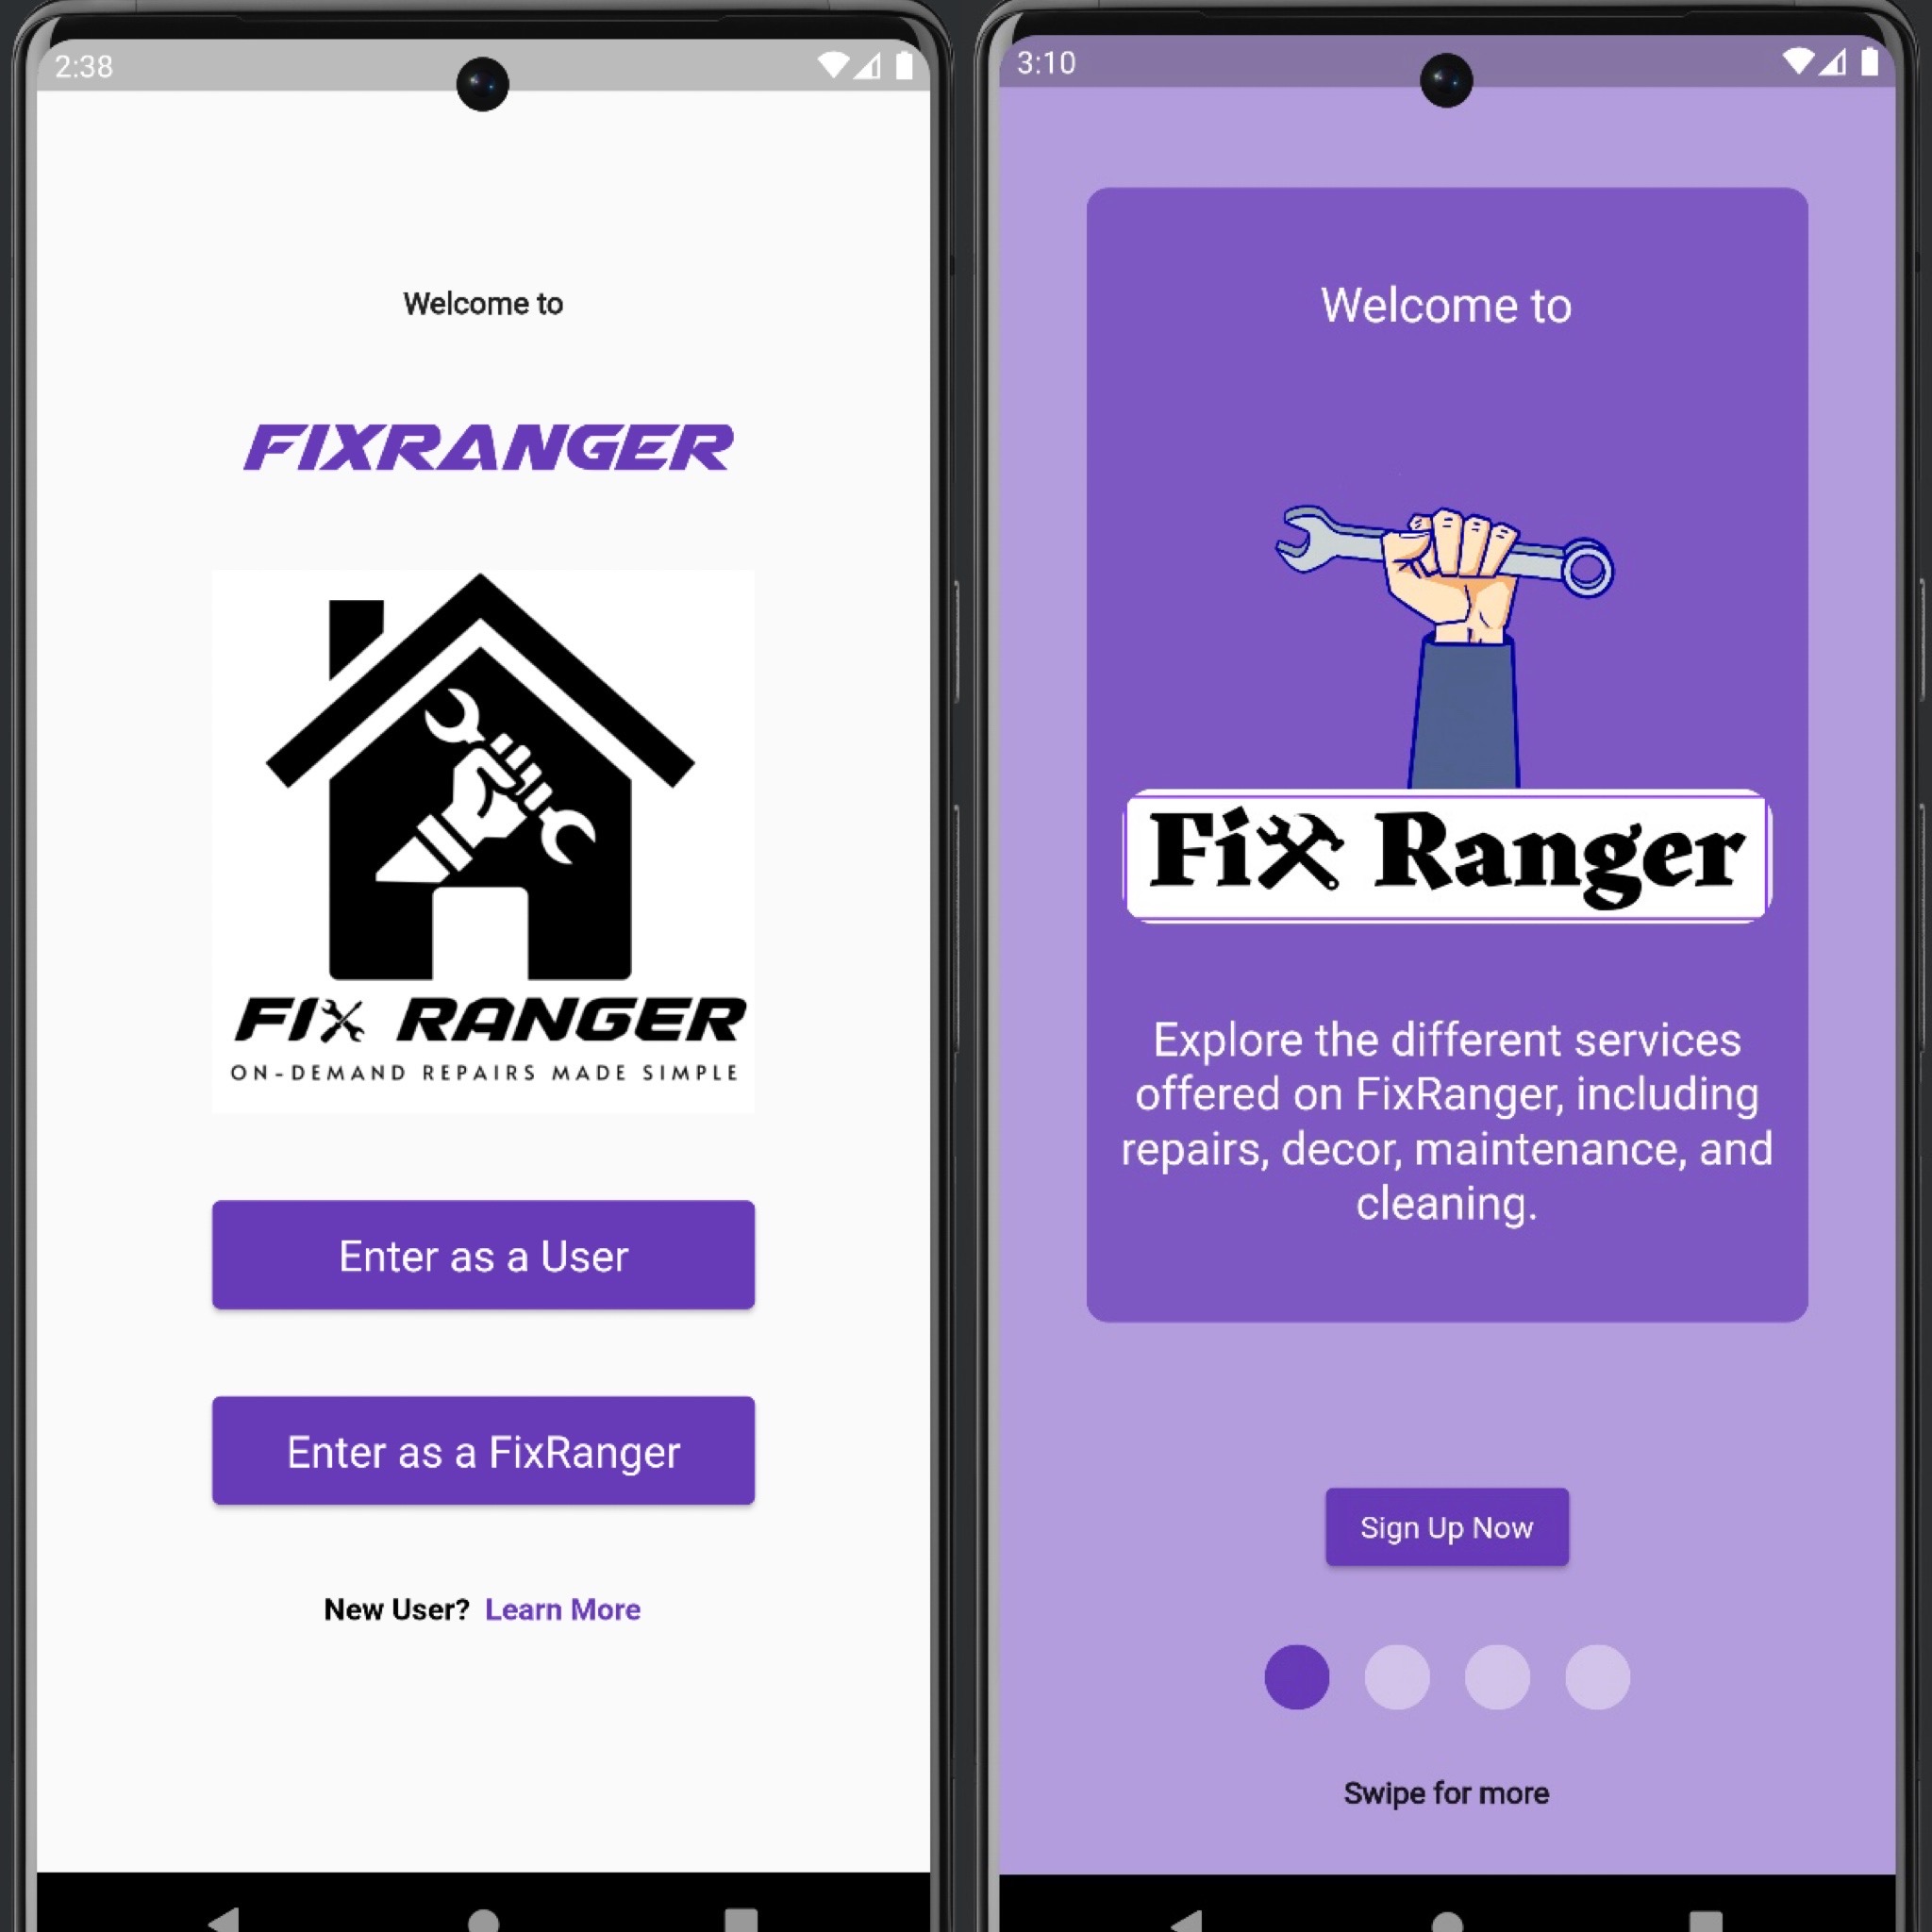 2:38
Welcome to
FIXRANGER
FIX RANGER
ON-DEMAND REPAIRS MADE SIMPLE
Enter as a User
Enter as a FixRanger
New User? Learn More
3:10
Welcome to
Fix Ranger
Explore the different services
offered on FixRanger, including
repairs, decor, maintenance, and
cleaning.
Sign Up Now
Swipe for more